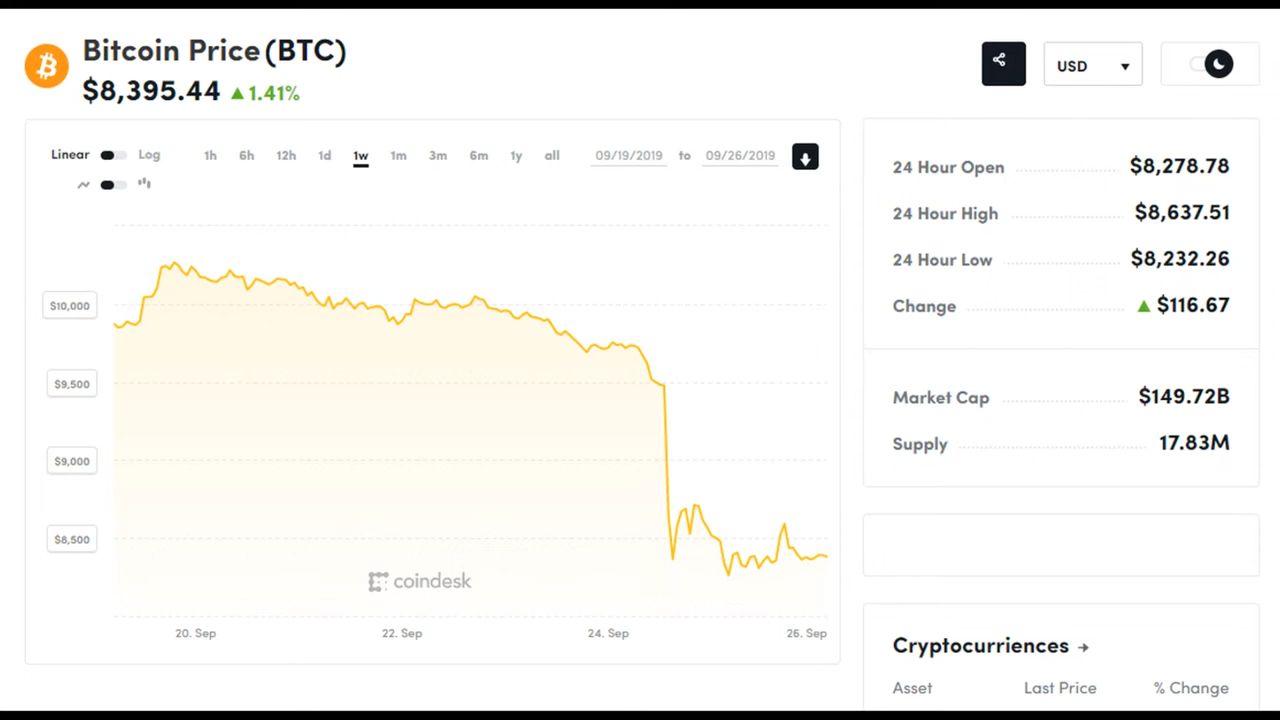 Bitcoin Price (BTC)
$8,395.44 ▲1.41%
USD
Linear Log 1h 6h 12h 1d 1w 1m 3m 6m 1y all 09/19/2019 to 09/26/2019
$10,000
$9,500
$9,000
$8,500
coindesk
20. Sep 22. Sep 24. Sep 26. Sep
24 Hour Open $8,278.78
24 Hour High $8,637.51
24 Hour Low $8,232.26
Change ▲ $116.67
Market Cap $149.72B
Supply 17.83M
Cryptocurriences →
Asset Last Price % Change